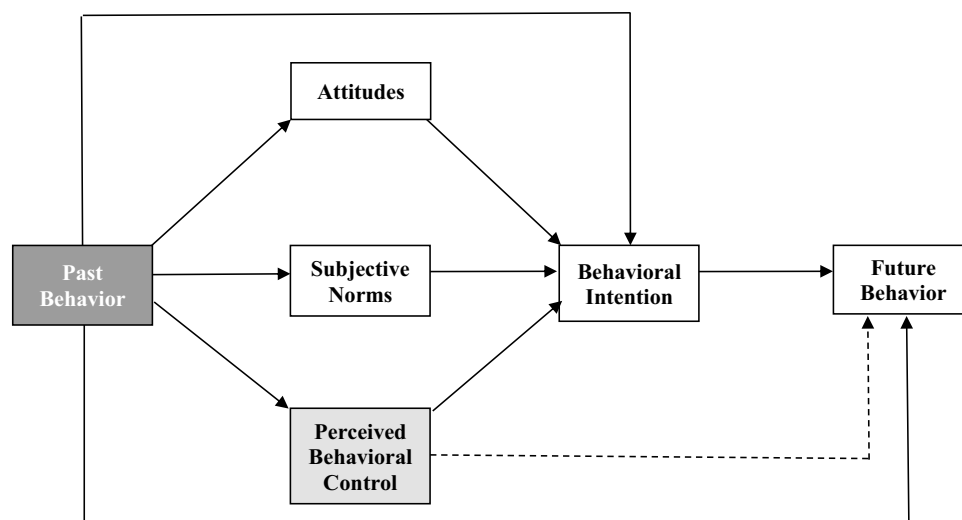 Attitudes
Past
Behavior
Subjective
Norms
Behavioral
Intention
Future
Behavior
Perceived
Behavioral
Control